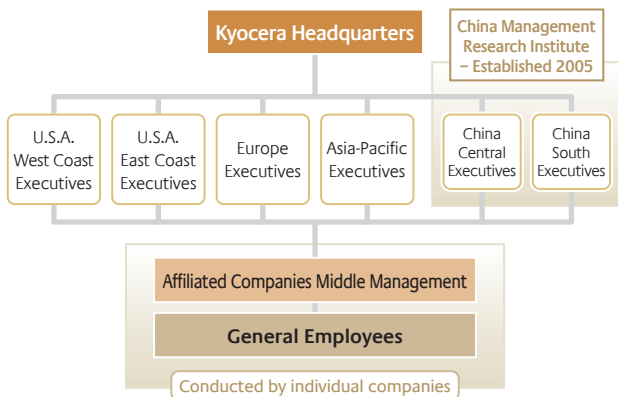 Kyocera Headquarters
China Management
Research Institute
– Established 2005
U.S.A.
West Coast
Executives
U.S.A.
East Coast
Executives
Europe
Executives
Asia-Pacific
Executives
China
Central
Executives
China
South
Executives
Affiliated Companies Middle Management
General Employees
Conducted by individual companies